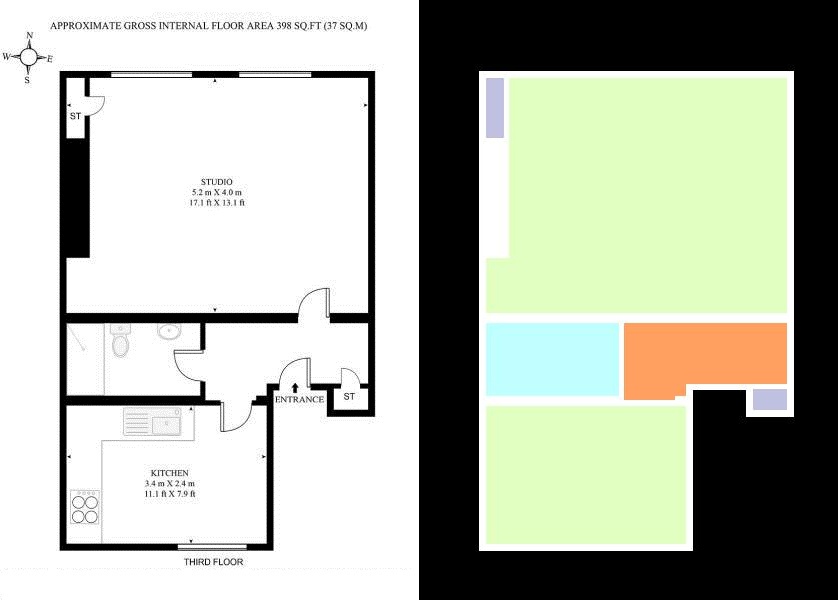 APPROXIMATE GROSS INTERNAL FLOOR AREA 398 SQ.FT (37 SQ.M)
N
W E
S
ST
STUDIO
5.2 m X 4.0 m
17.1 ft X 13.1 ft
ENTRANCE
ST
KITCHEN
3.4 m X 2.4 m
11.1 ft X 7.9 ft
THIRD FLOOR